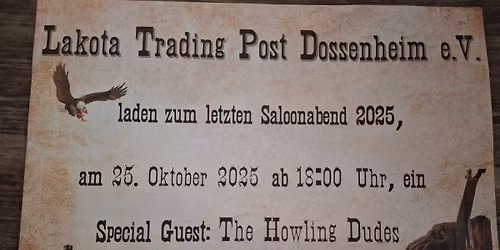 Lakota Trading Post Dossenheim e.V.
laden zum letzten Saloonabend 2025,
am 25. Oktober 2025 ab 18:00 Uhr, ein
Special Guest: The Howling Dudes